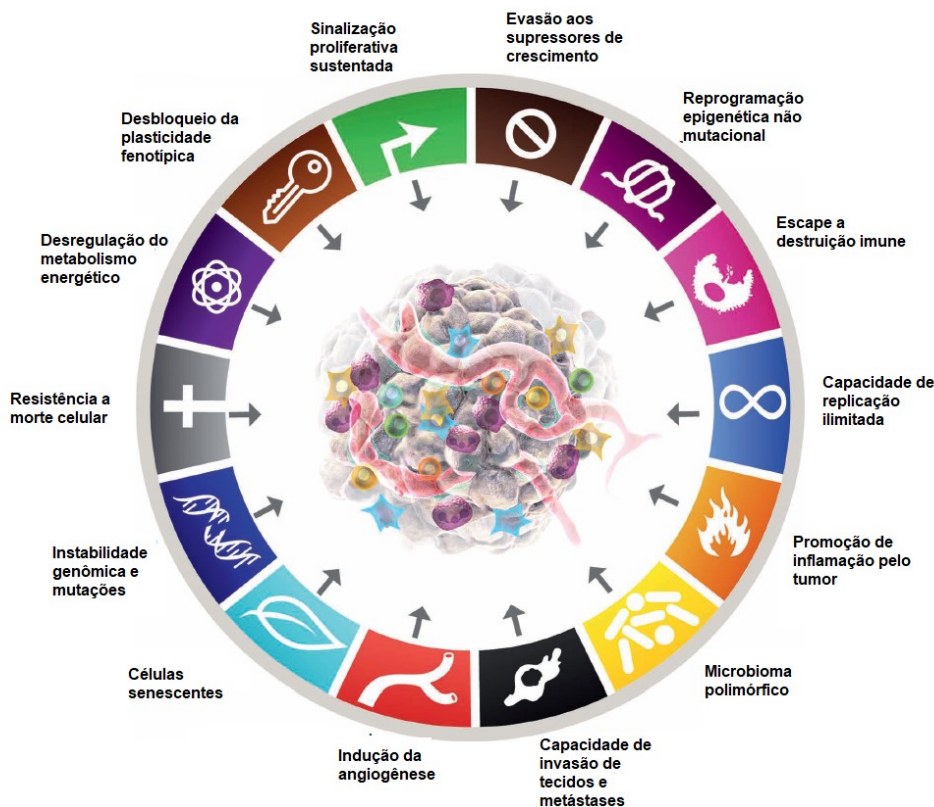 Sinalização
proliferativa
sustentada
Evasão aos
supressores de
crescimento
Reprogramação
epigenética não
mutacional
Escape a
destruição imune
Capacidade de
replicação
ilimitada
Promoção de
inflamação pelo
tumor
Microbioma
polimórfico
Capacidade de
invasão de
tecidos e
metástases
Indução da
angiogênese
Células
senescentes
Instabilidade
genômica e
mutações
Resistência a
morte celular
Desregulação do
metabolismo
energético
Desbloqueio da
plasticidade
fenotípica